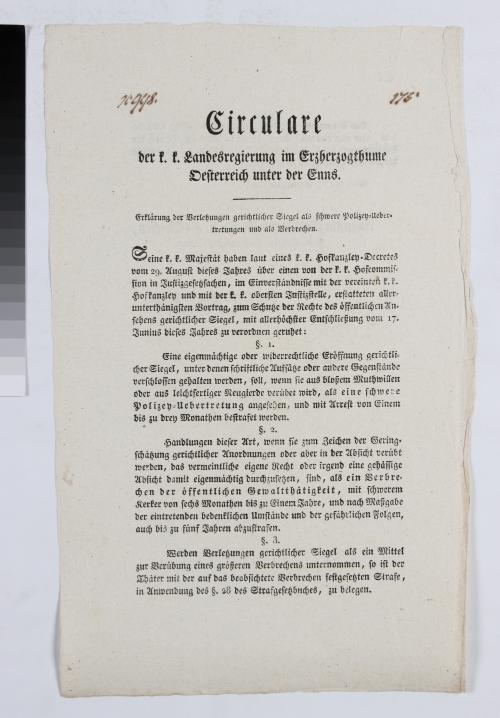 № 998.
175.
Circulare
der k. k. Landesregierung im Erzherzogthume
Oesterreich unter der Enns.
Erklärung der Verletzungen gerichtlicher Siegel als schwere Polizey-Ueber-
tretungen und als Verbrechen.
Seine k. k. Majestät haben laut eines k. k. Hofkanzley-Decretes
vom 29. August dieses Jahres über einen von der k. k. Hofcommis-
sion in Justizgesetzsachen, im Einverständnisse mit der vereinten k. k.
Hofkanzley und mit der k. k. obersten Justizstelle, erstatteten aller-
unterthänigsten Vortrag, zum Schutze der Rechte des öffentlichen An-
sehens gerichtlicher Siegel, mit allerhöchster Entschließung vom 17.
Junius dieses Jahres zu verordnen geruhet:
§. 1.
Eine eigenmächtige oder widerrechtliche Eröffnung gerichtli-
cher Siegel, unter denen schriftliche Aufsätze oder andere Gegenstände
verschlossen gehalten werden, soll, wenn sie aus bloßem Muthwillen
oder aus leichtfertiger Neugierde verübt wird, als eine schwere
Polizey-Uebertretung angesehen, und mit Arrest von Einem
bis zu drey Monathen bestrafet werden.
§. 2.
Handlungen dieser Art, wenn sie zum Zeichen der Gering-
schätzung gerichtlicher Anordnungen oder aber in der Absicht verübt
werden, das vermeintliche eigene Recht oder irgend eine gehässige
Absicht damit eigenmächtig durchzusetzen, sind, als ein Verbre-
chen der öffentlichen Gewaltthätigkeit, mit schwerem
Kerker von sechs Monathen bis zu Einem Jahre, und nach Maßgabe
der eintretenden bedenklichen Umstände und der gefährlichen Folgen,
auch bis zu fünf Jahren abzustrafen.
§. 3.
Werden Verletzungen gerichtlicher Siegel als ein Mittel
zur Verübung eines größeren Verbrechens unternommen, so ist der
Thäter mit der auf das beabsichtete Verbrechen festgesetzten Strafe,
in Anwendung des §. 28 des Strafgesetzbuches, zu belegen.